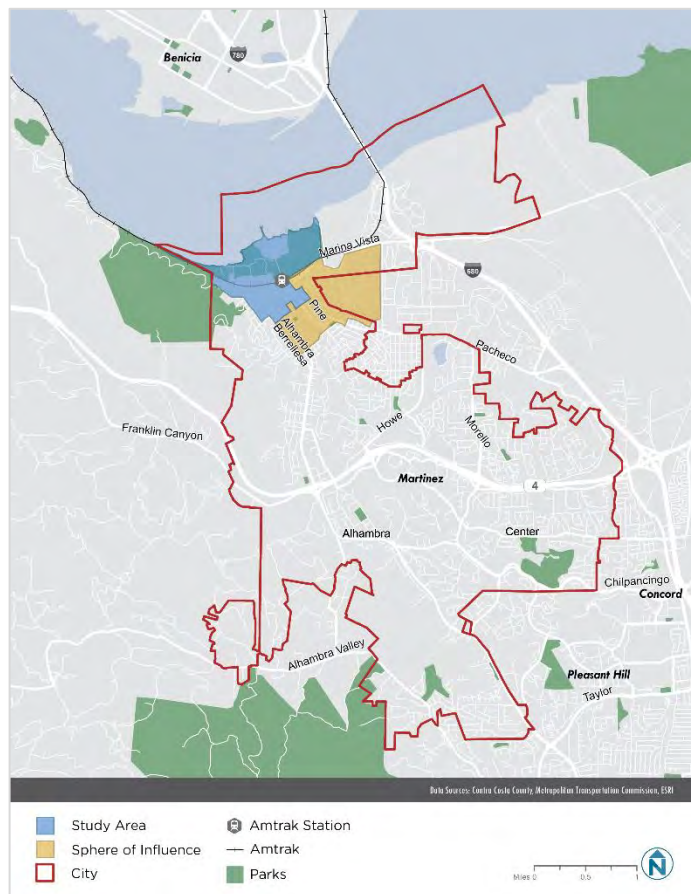 780
Benicia
Marina Vista
680
Pine
Alhambra
Berrellesa
Pacheco
Franklin Canyon
Howe
Morello
Martinez
4
Alhambra
Center
Chilpancingo
Concord
Alhambra Valley
Pleasant Hill
Taylor
Data Sources: Contra Costa County, Metropolitan Transportation Commission, ESRI
Study Area
Sphere of Influence
City
Amtrak Station
Amtrak
Parks
Miles 0 0.5 1
N